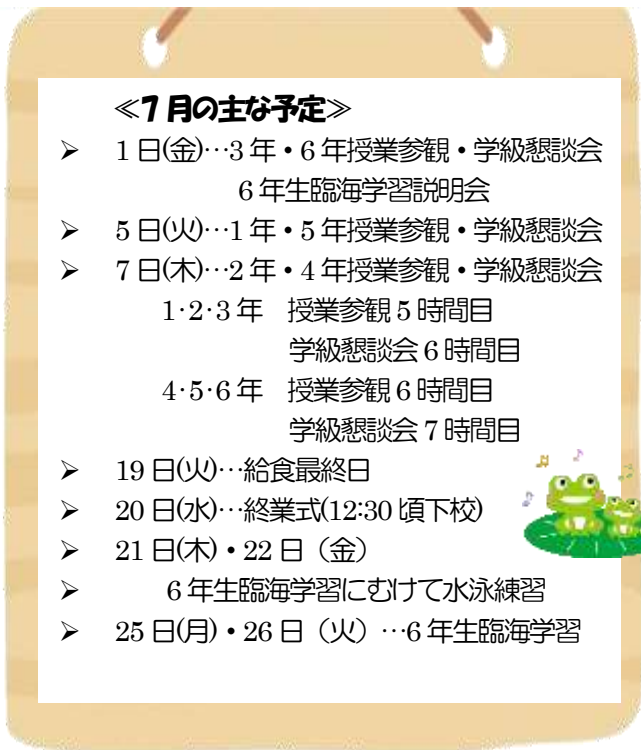 ≪7月の主な予定≫
➢ 1日(金)…3年・6年授業参観・学級懇談会
6年生臨海学習説明会
➢ 5日(火)…1年・5年授業参観・学級懇談会
➢ 7日(木)…2年・4年授業参観・学級懇談会
1·2·3年 授業参観5時間目
学級懇談会6時間目
4·5·6年 授業参観6時間目
学級懇談会7時間目
➢ 19日(火)…給食最終日
➢ 20日(水)…終業式(12:30頃下校)
➢ 21日(木)・22日（金）
➢ 6年生臨海学習にむけて水泳練習
➢ 25日(月)・26日（火）…6年生臨海学習